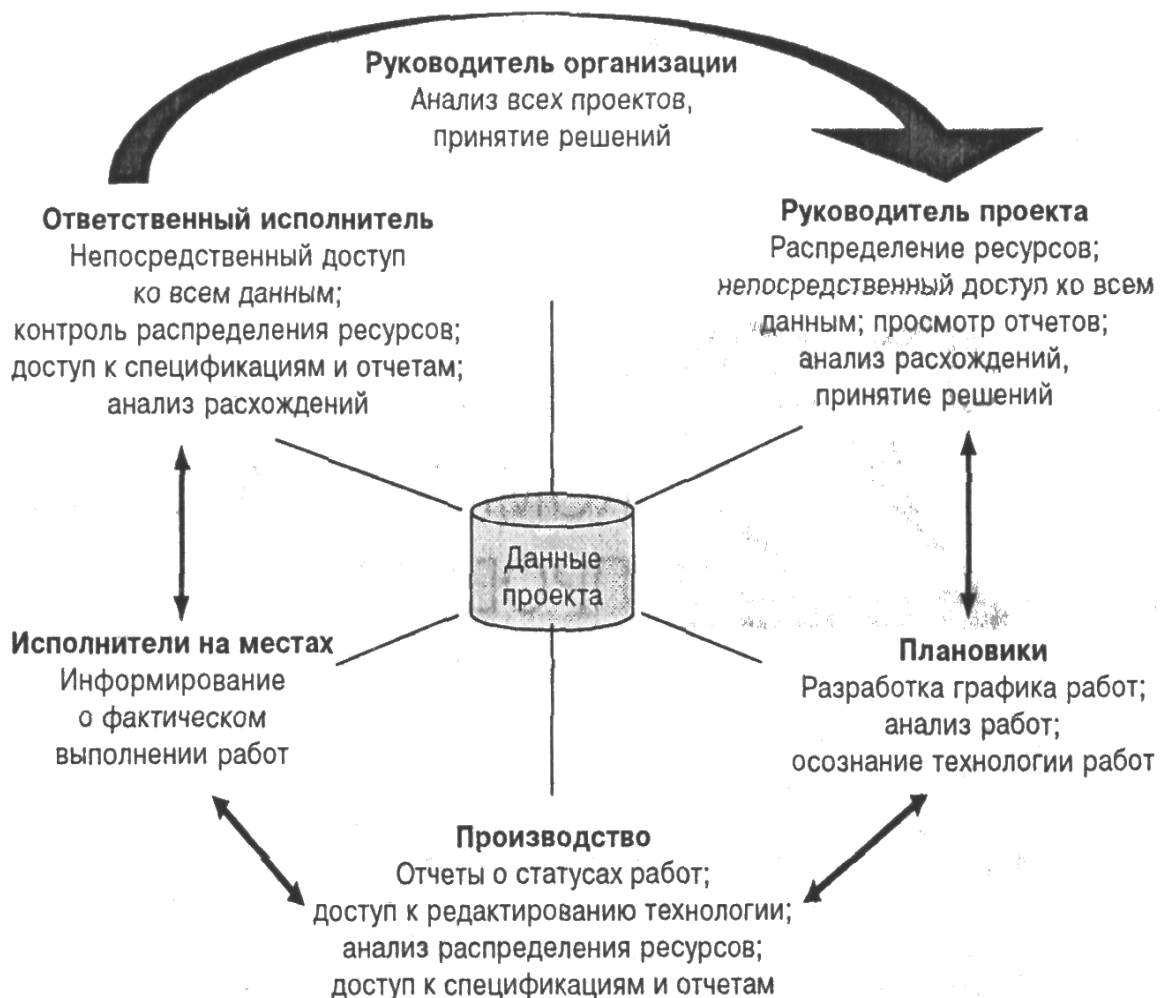 Руководитель организации
Анализ всех проектов,
принятие решений
Ответственный исполнитель
Непосредственный доступ
ко всем данным;
контроль распределения ресурсов;
доступ к спецификациям и отчетам;
анализ расхождений
Руководитель проекта
Распределение ресурсов;
непосредственный доступ ко всем
данным; просмотр отчетов;
анализ расхождений,
принятие решений
Данные
проекта
Исполнители на местах
Информирование
о фактическом
выполнении работ
Плановики
Разработка графика работ;
анализ работ;
осознание технологии работ
Производство
Отчеты о статусах работ;
доступ к редактированию технологии;
анализ распределения ресурсов;
доступ к спецификациям и отчетам